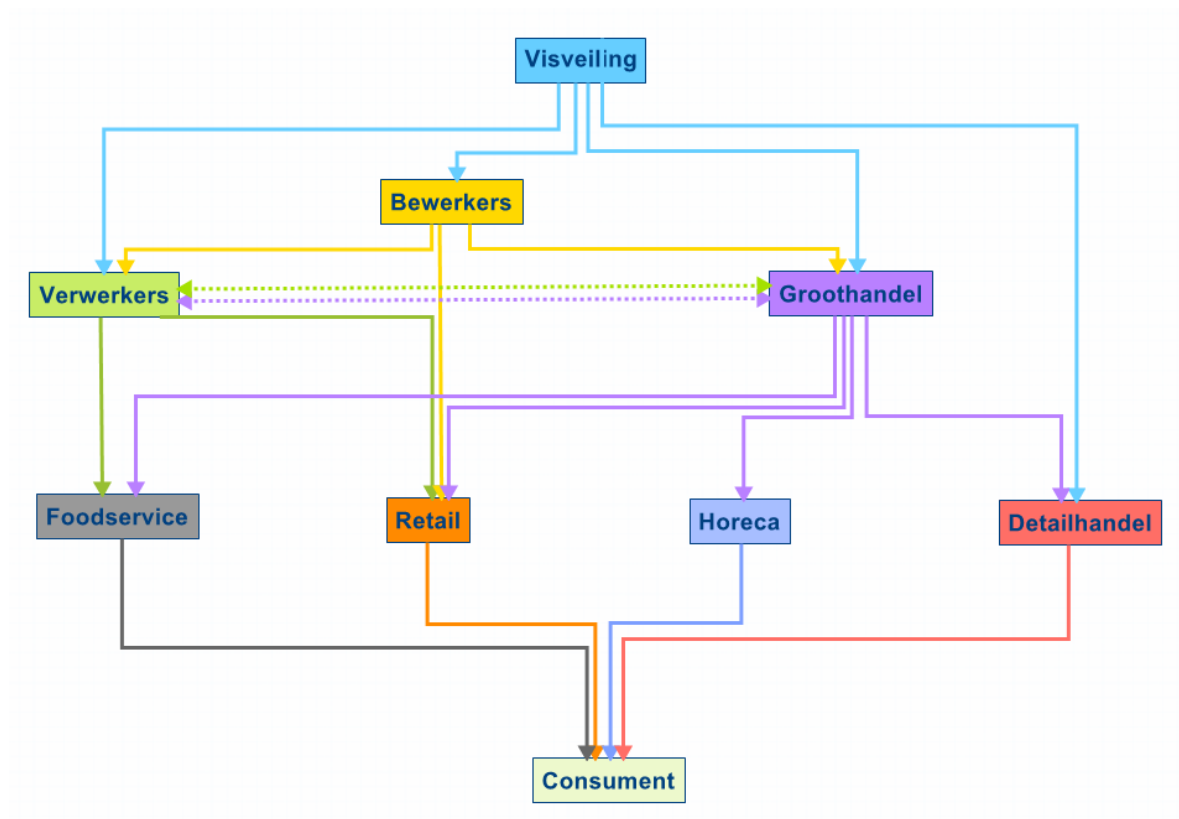 Visveiling
Bewerkers
Verwerkers
Groothandel
Foodservice
Retail
Horeca
Detailhandel
Consument